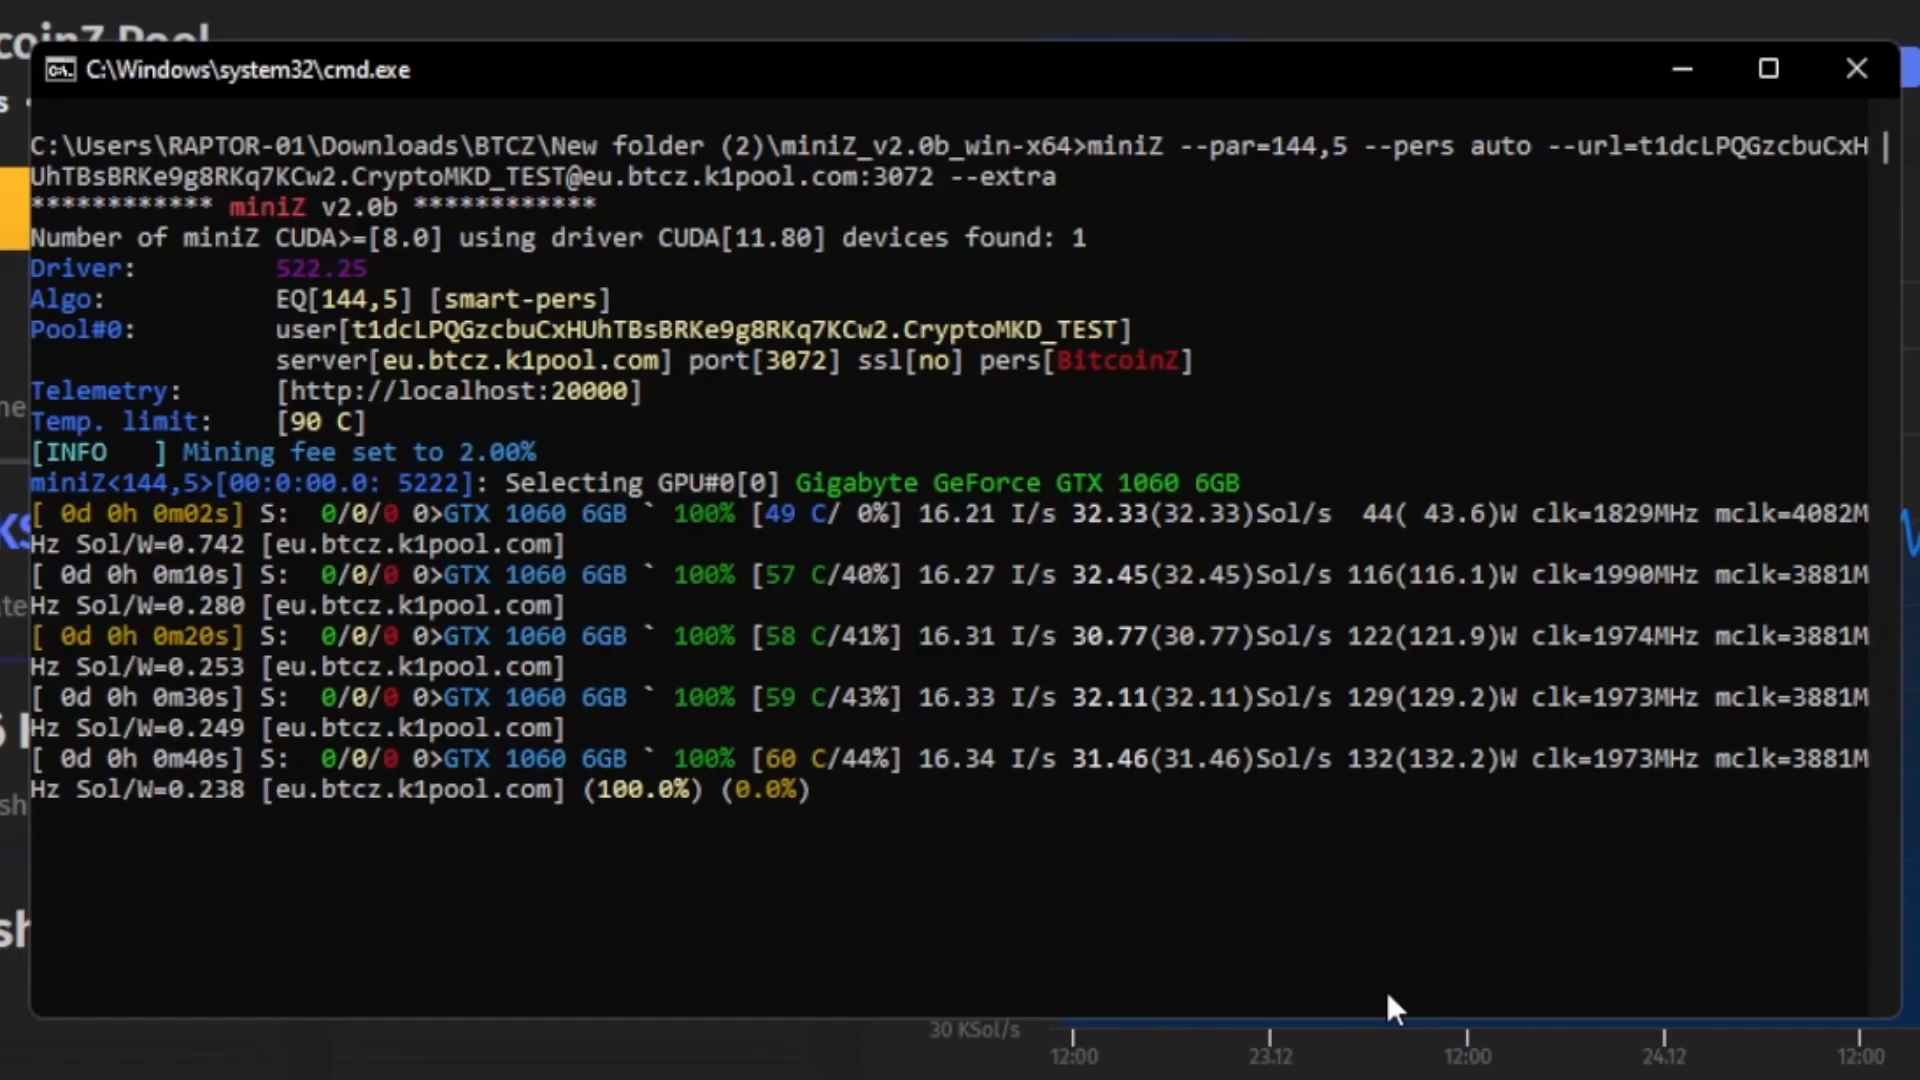 C:\Windows\system32\cmd.exe
C:\Users\RAPTOR-01\Downloads\BTCZ\New folder (2)\miniZ_v2.0b_win-x64>miniZ --par=144,5 --pers auto --url=t1dcLPQGzcbuCxH
UhTBsBRKe9g8RKq7KCw2.CryptoMKD_TEST@eu.btcz.k1pool.com:3072 --extra
************ miniZ v2.0b ************
Number of miniZ CUDA>=[8.0] using driver CUDA[11.80] devices found: 1
Driver: 522.25
Algo: EQ[144,5] [smart-pers]
Pool#0: user[t1dcLPQGzcbuCxHUhTBsBRKe9g8RKq7KCw2.CryptoMKD_TEST]
server[eu.btcz.k1pool.com] port[3072] ssl[no] pers[BitcoinZ]
Telemetry: [http://localhost:20000]
Temp. limit: [90 C]
[INFO   ] Mining fee set to 2.00%
miniZ<144,5>[00:0:00.0: 5222]: Selecting GPU#0[0] Gigabyte GeForce GTX 1060 6GB
[ 0d 0h 0m02s] S:  0/0/0 0>GTX 1060 6GB ` 100% [49 C/ 0%] 16.21 I/s 32.33(32.33)Sol/s  44( 43.6)W clk=1829MHz mclk=4082M
Hz Sol/W=0.742 [eu.btcz.k1pool.com]
[ 0d 0h 0m10s] S:  0/0/0 0>GTX 1060 6GB ` 100% [57 C/40%] 16.27 I/s 32.45(32.45)Sol/s 116(116.1)W clk=1990MHz mclk=3881M
Hz Sol/W=0.280 [eu.btcz.k1pool.com]
[ 0d 0h 0m20s] S:  0/0/0 0>GTX 1060 6GB ` 100% [58 C/41%] 16.31 I/s 30.77(30.77)Sol/s 122(121.9)W clk=1974MHz mclk=3881M
Hz Sol/W=0.253 [eu.btcz.k1pool.com]
[ 0d 0h 0m30s] S:  0/0/0 0>GTX 1060 6GB ` 100% [59 C/43%] 16.33 I/s 32.11(32.11)Sol/s 129(129.2)W clk=1973MHz mclk=3881M
Hz Sol/W=0.249 [eu.btcz.k1pool.com]
[ 0d 0h 0m40s] S:  0/0/0 0>GTX 1060 6GB ` 100% [60 C/44%] 16.34 I/s 31.46(31.46)Sol/s 132(132.2)W clk=1973MHz mclk=3881M
Hz Sol/W=0.238 [eu.btcz.k1pool.com] (100.0%) (0.0%)
30 KSol/s
12:00 23.12 12:00 24.12 12:00